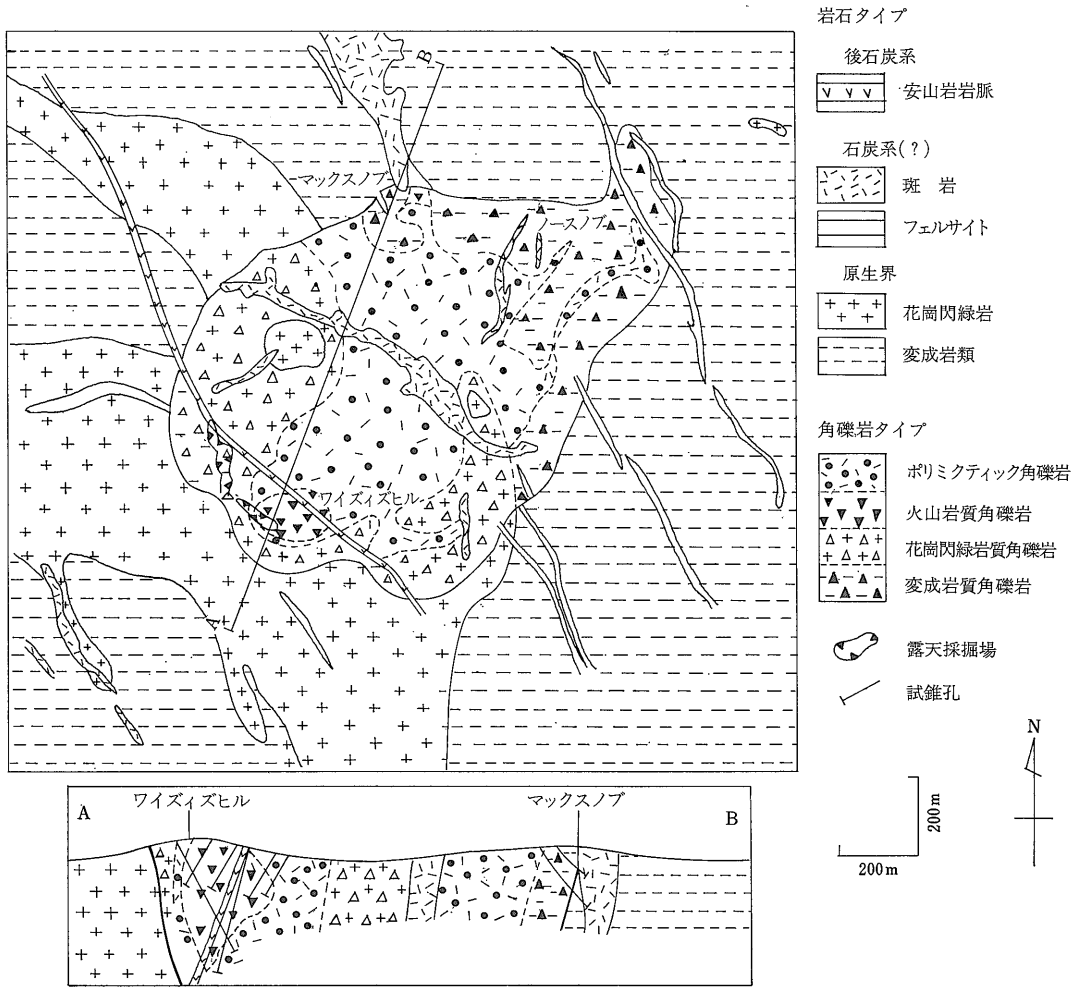 岩石タイプ
後石炭系
安山岩岩脈
石炭系(?)
斑 岩
フェルサイト
原生界
花崗閃緑岩
変成岩類
角礫岩タイプ
ポリミクティック角礫岩
火山岩質角礫岩
花崗閃緑岩質角礫岩
変成岩質角礫岩
露天採掘場
試錐孔
N
200m
200m
B
マックスノブ
ノースノブ
ワイズィズヒル
A
ワイズィズヒル
マックスノブ
A
B